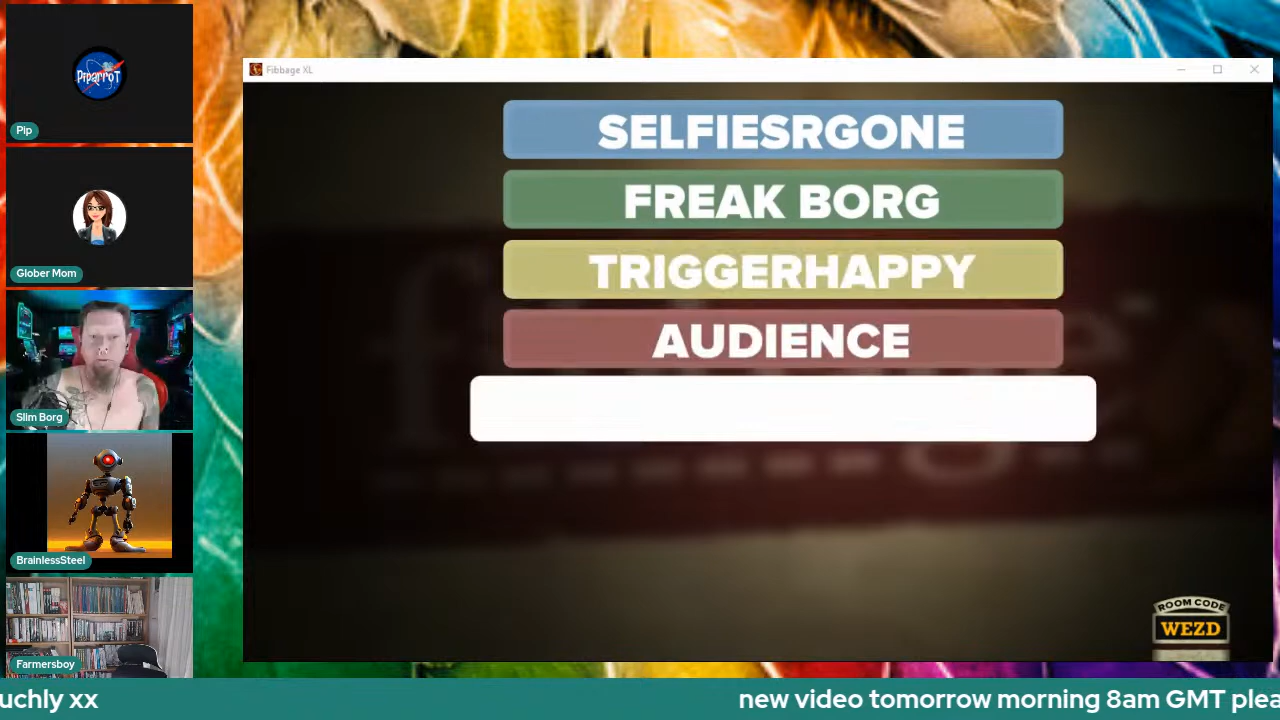 PiparroT
Pip
Glober Mom
Slim Borg
BrainlessSteel
Farmersboy
Fibbage XL
SELFIESRGONE
FREAK BORG
TRIGGERHAPPY
AUDIENCE
ROOM CODE
WEZD
uchly xx new video tomorrow morning 8am GMT plea